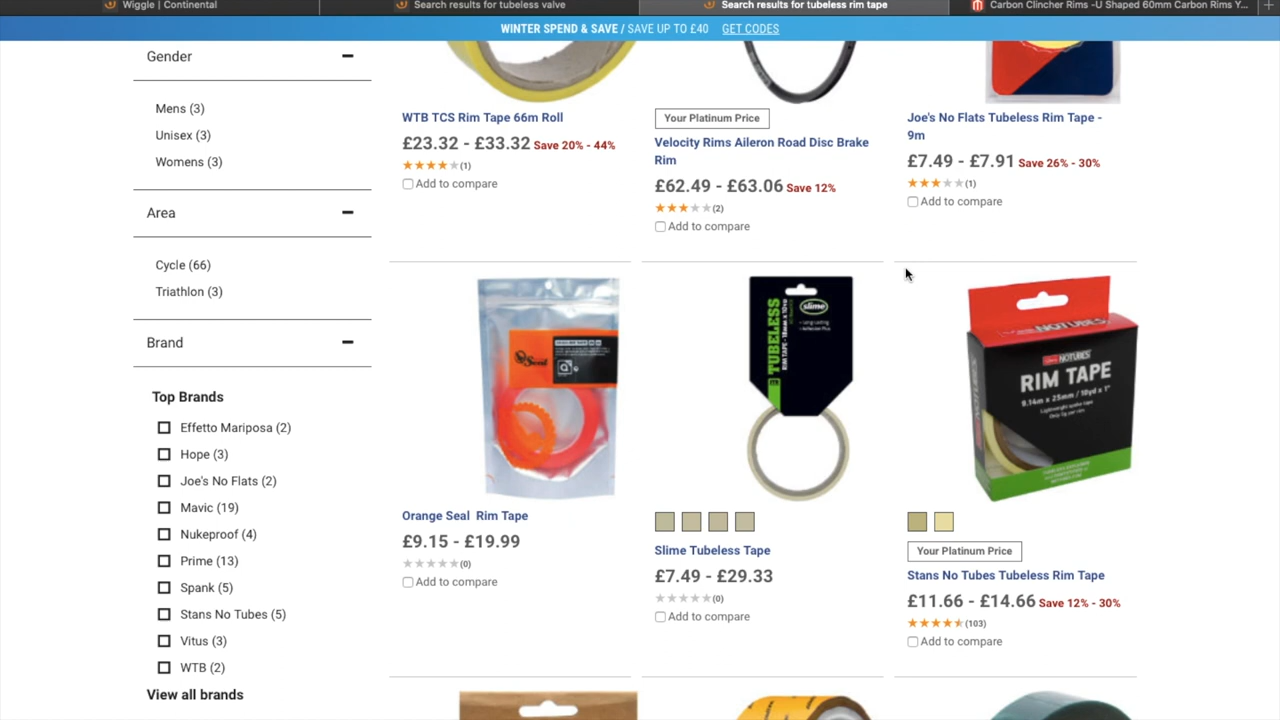 Wiggle | Continental
Search results for tubeless valve
Search results for tubeless rim tape
Carbon Clincher Rims -U Shaped 60mm Carbon Rims Y...
WINTER SPEND & SAVE / SAVE UP TO £40 GET CODES
Gender
Mens (3)
Unisex (3)
Womens (3)
Area
Cycle (66)
Triathlon (3)
Brand
Top Brands
Effetto Mariposa (2)
Hope (3)
Joe's No Flats (2)
Mavic (19)
Nukeproof (4)
Prime (13)
Spank (5)
Stans No Tubes (5)
Vitus (3)
WTB (2)
View all brands
WTB TCS Rim Tape 66m Roll
£23.32 - £33.32 Save 20% - 44%
(1)
Add to compare
Your Platinum Price
Velocity Rims Aileron Road Disc Brake
Rim
£62.49 - £63.06 Save 12%
(2)
Add to compare
Joe's No Flats Tubeless Rim Tape -
9m
£7.49 - £7.91 Save 26% - 30%
(1)
Add to compare
Seal
Orange Seal Rim Tape
£9.15 - £19.99
(0)
Add to compare
slime
TUBELESS
Slime Tubeless Tape
£7.49 - £29.33
(0)
Add to compare
NOTUBES
RIM TAPE
9.14m x 25mm / 10yd x 1"
Your Platinum Price
Stans No Tubes Tubeless Rim Tape
£11.66 - £14.66 Save 12% - 30%
(103)
Add to compare